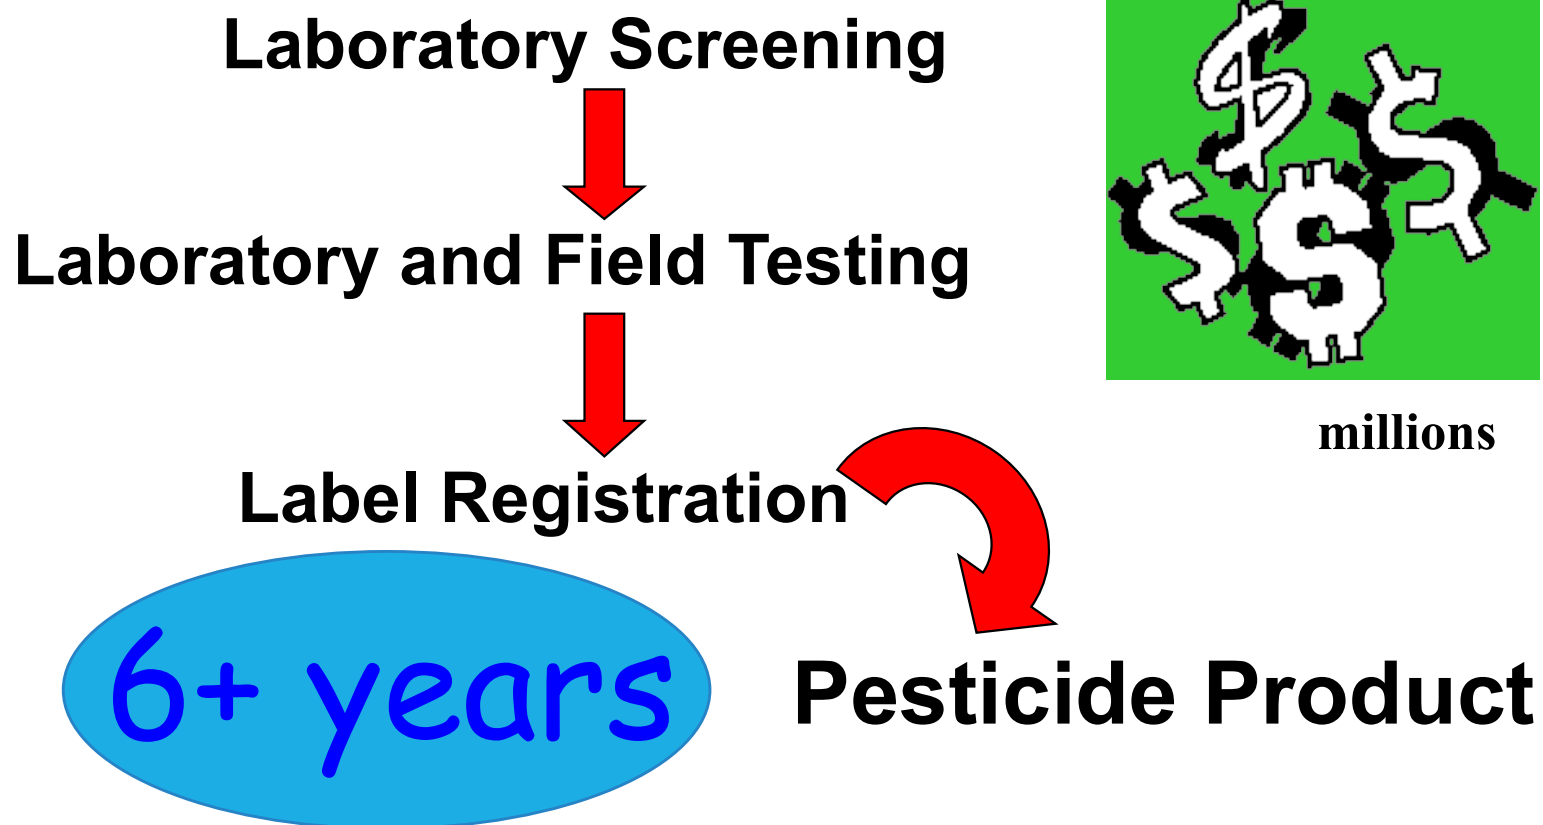 Laboratory Screening
Laboratory and Field Testing
millions
Label Registration
6+ years
Pesticide Product